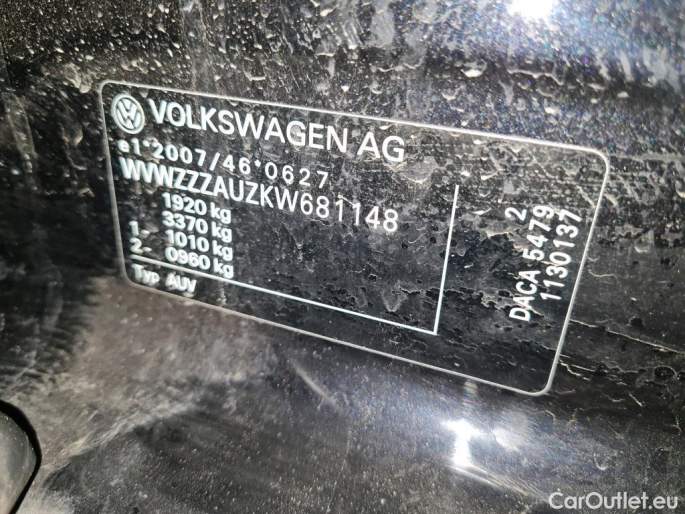 VOLKSWAGEN AG
e1*2007/46*0627
WVWZZZAUZKW681148
1920 kg
3370 kg
1- 1010 kg
2- 0960 kg
Typ AUV
2
DACA 5479
1130137
CarOutlet.eu